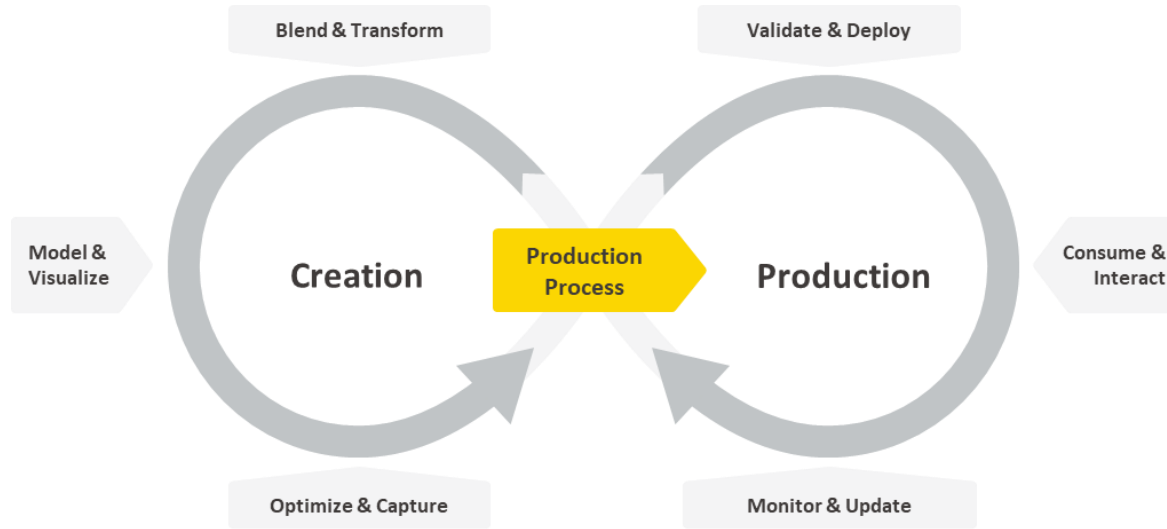 Blend & Transform
Validate & Deploy
Model &
Visualize
Creation
Production
Process
Production
Consume &
Interact
Optimize & Capture
Monitor & Update